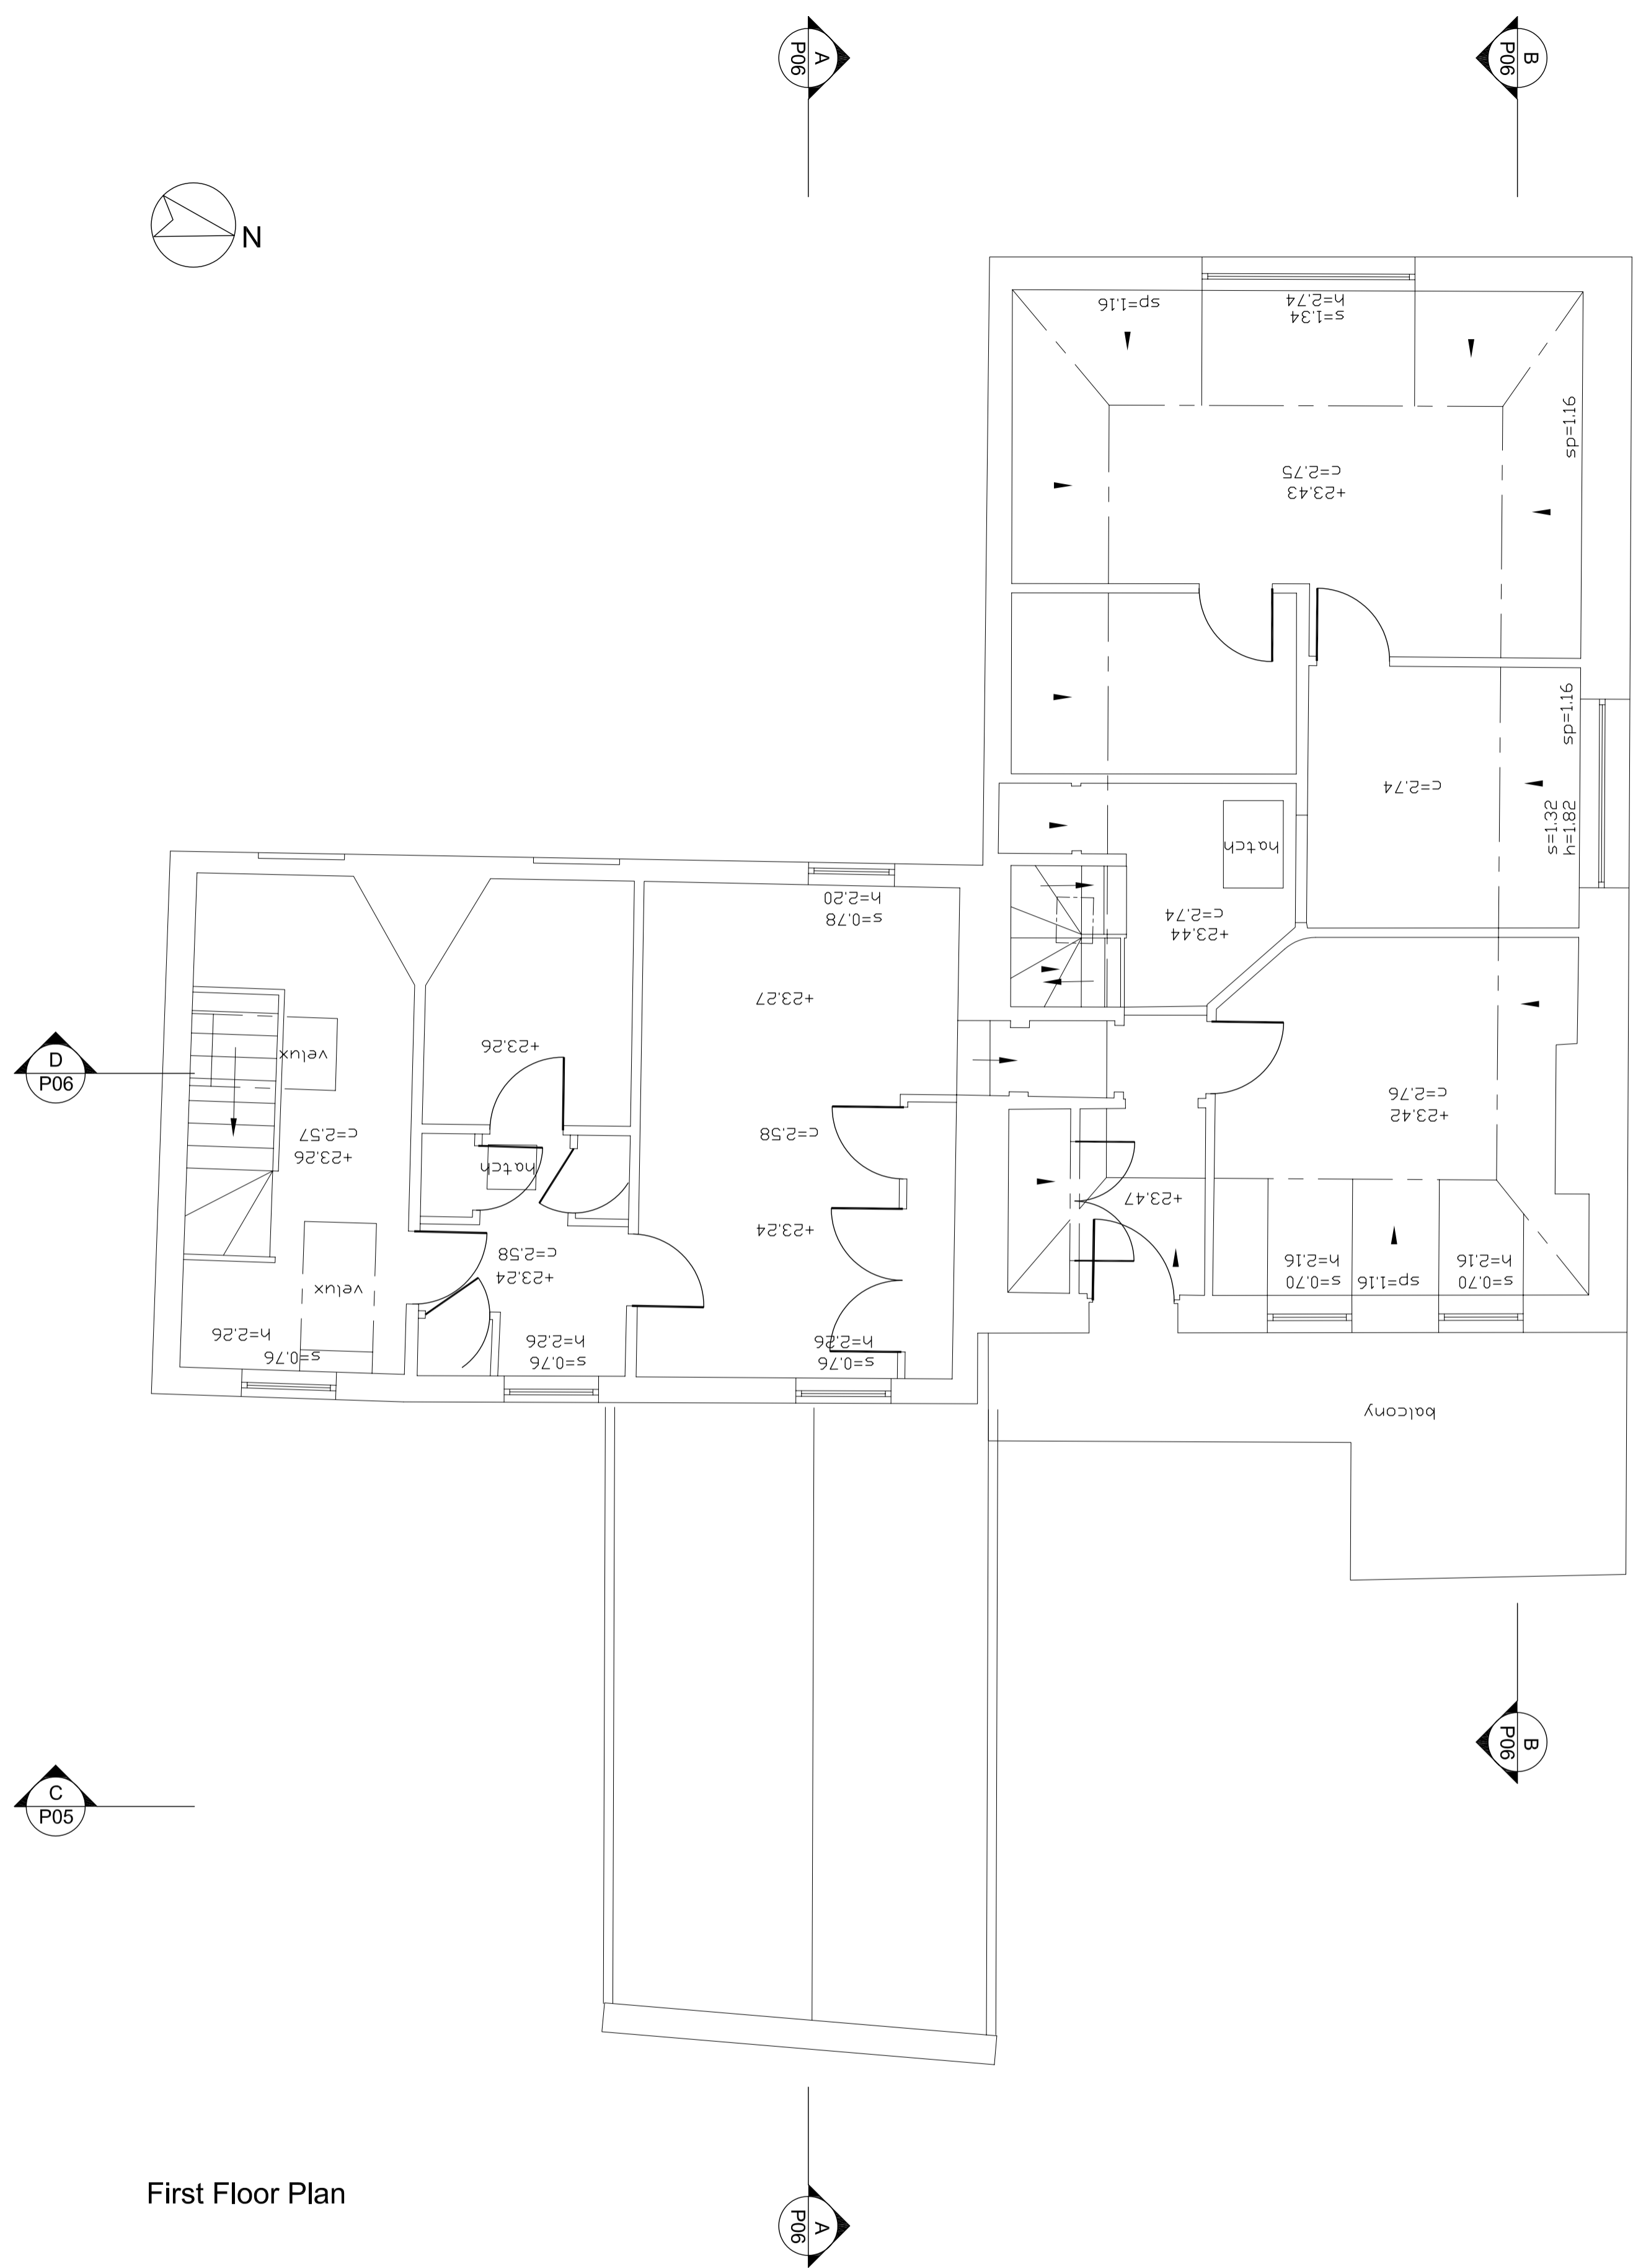 A
P06
B
P06
N
sp=1.16
h=2.74
s=1.34
sp=1.16
c=2.75
+23.43
sp=1.16
c=2.74
s=1.32
h=1.82
hatch
c=2.74
+23.44
h=2.20
s=0.78
+23.27
+23.26
velux
D
P06
c=2.57
+23.26
hatch
c=2.58
c=2.76
+23.42
+23.47
+23.24
c=2.58
+23.24
velux
h=2.26
s=0.76
h=2.26
s=0.76
h=2.26
s=0.76
h=2.16
s=0.70
sp=1.16
h=2.16
s=0.70
balcony
B
P06
C
P05
First Floor Plan
A
P06